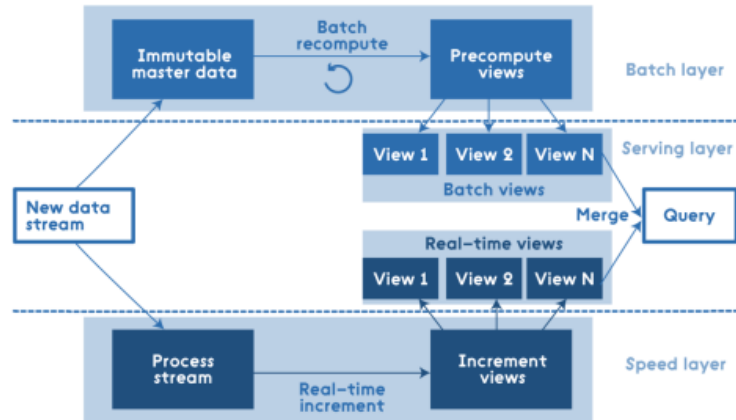 Batch
recompute
Immutable
master data
Precompute
views
Batch layer
View 1
View 2
View N
Serving layer
Batch views
New data
stream
Merge
Query
Real-time views
View 1
View 2
View N
Process
stream
Increment
views
Speed layer
Real-time
increment